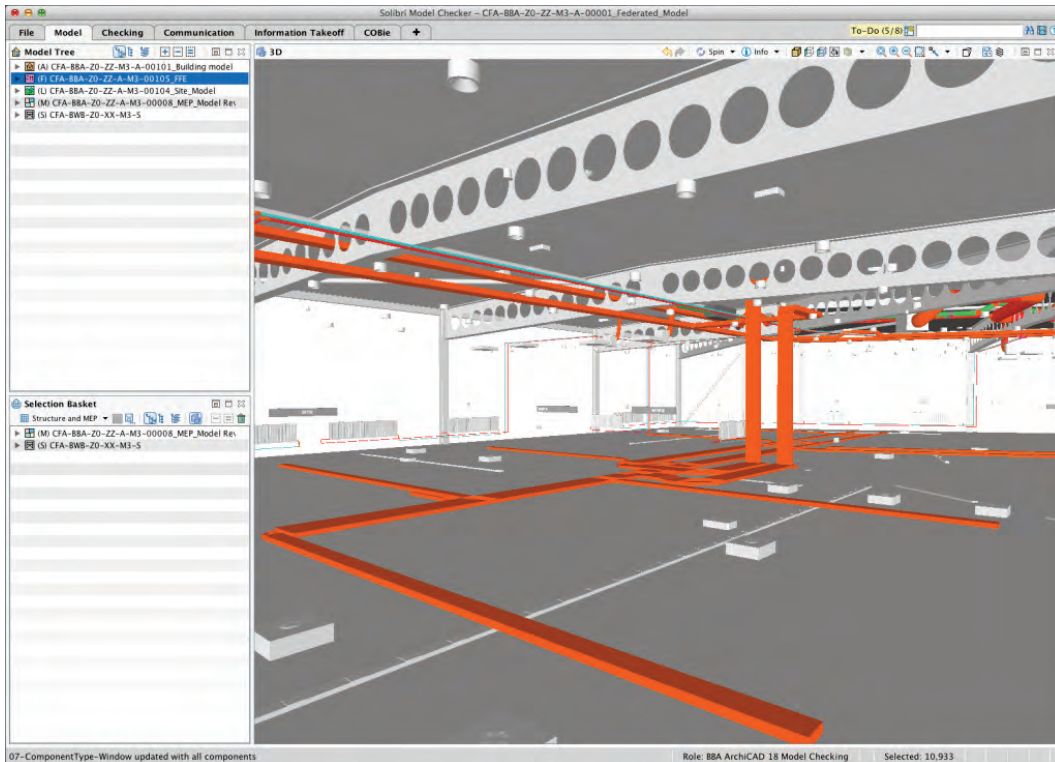 Solibri Model Checker - CFA-BBA-Z0-ZZ-M3-A-00001_Federated_Model
File Model Checking Communication Information Takeoff COBie + To-Do (5/8)
Model Tree
(A) CFA-BBA-Z0-ZZ-M3-A-00101_Building model
(F) CFA-BBA-Z0-ZZ-A-M3-00105_FFE
(L) CFA-BBA-Z0-ZZ-A-M3-00104_Site_Model
(M) CFA-BBA-Z0-ZZ-A-M3-00008_MEP_Model Rev
(S) CFA-BWB-Z0-XX-M3-S
3D Spin Info
Selection Basket
Structure and MEP
(M) CFA-BBA-Z0-ZZ-A-M3-00008_MEP_Model Rev
(S) CFA-BWB-Z0-XX-M3-S
07-ComponentType-Window updated with all components Role: BBA ArchiCAD 18 Model Checking Selected: 10,933